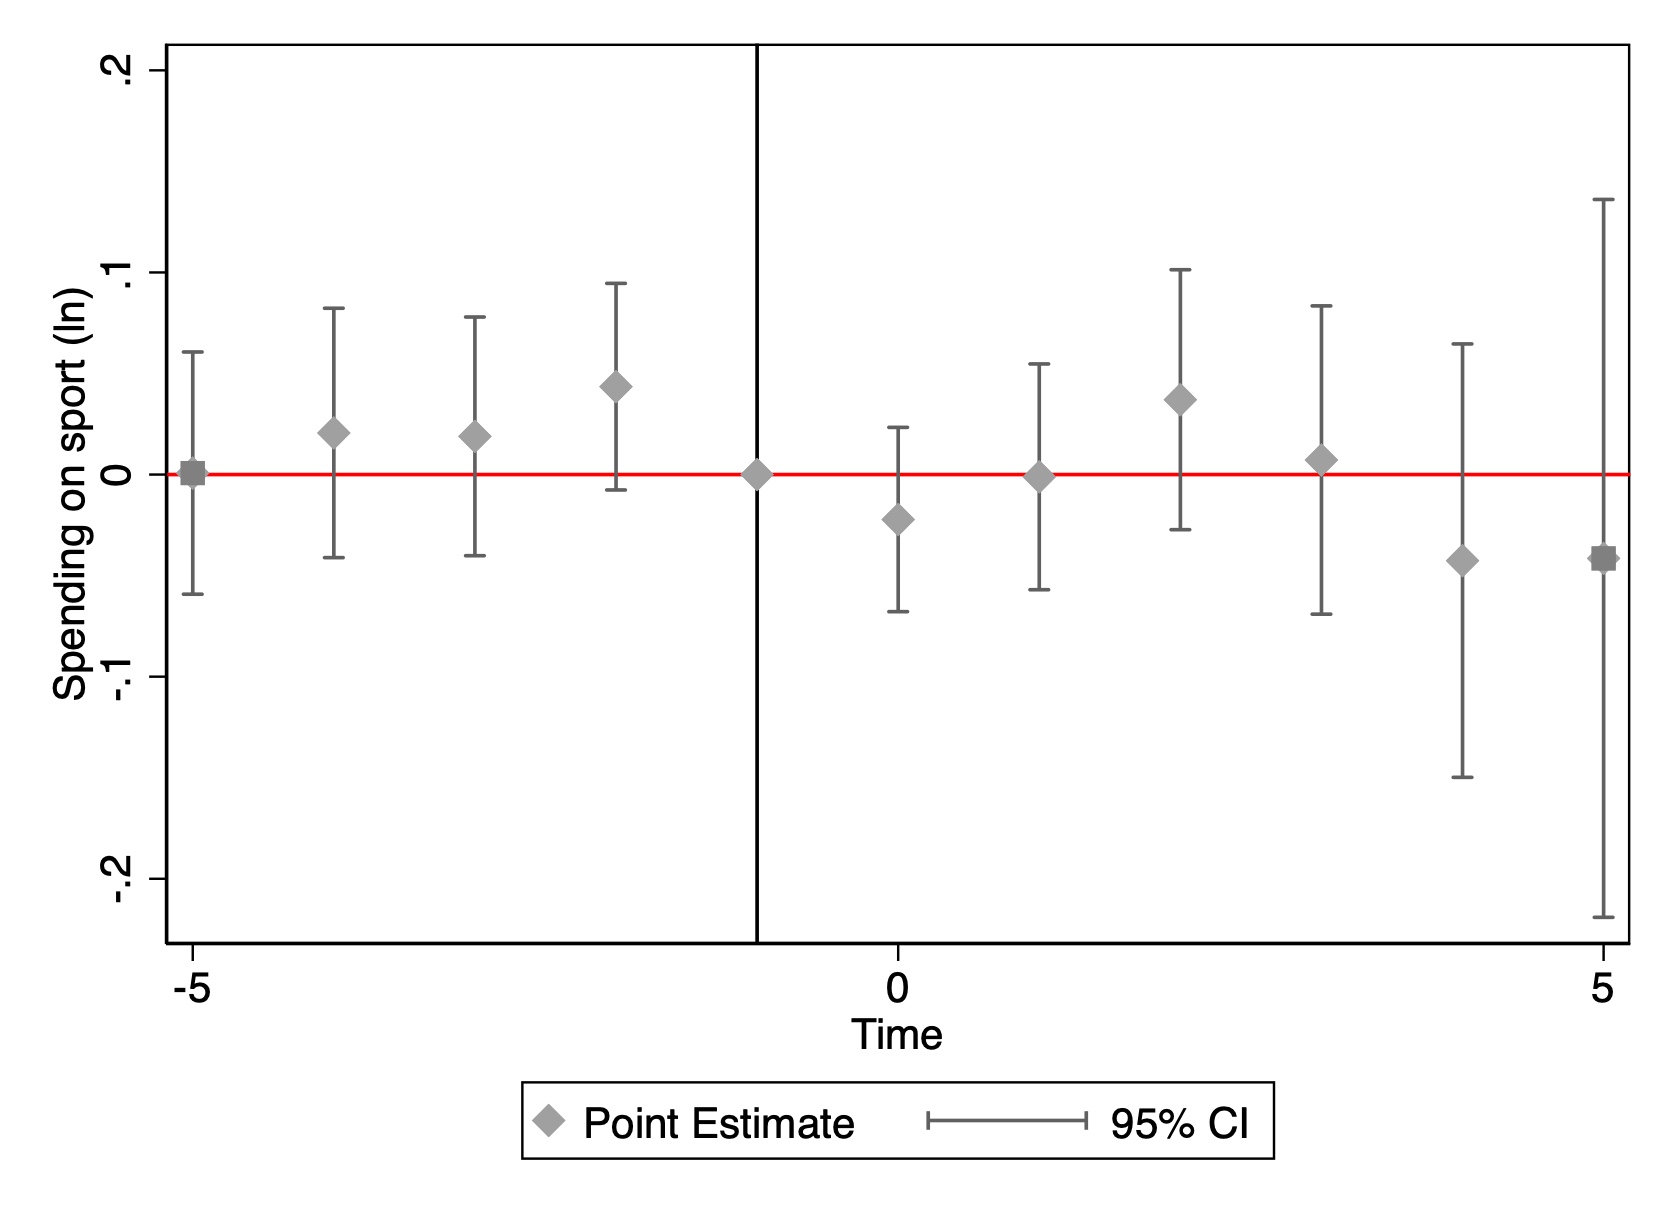 .2
.1
0
-.1
-.2
Spending on sport (ln)
-5
0
5
Time
Point Estimate
95% CI